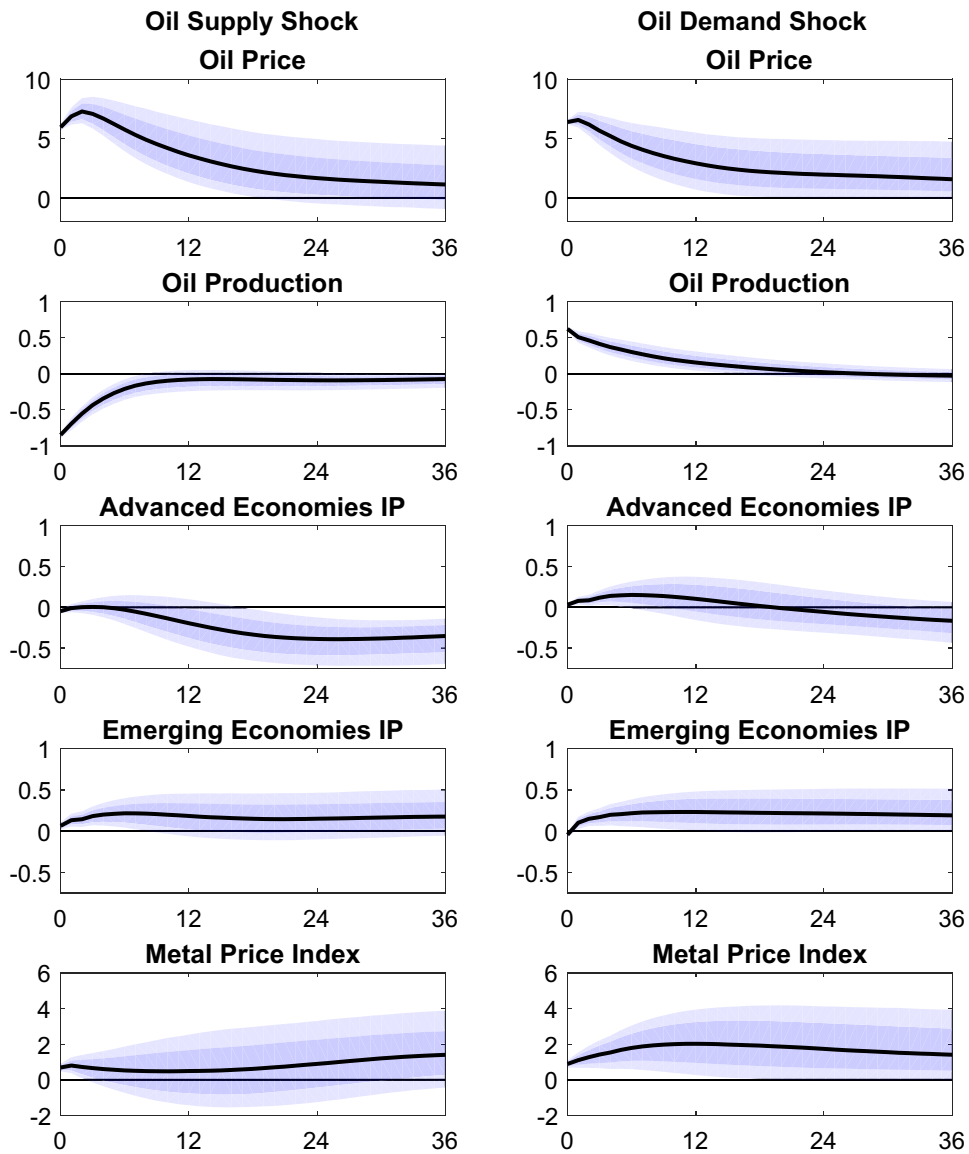 Oil Supply Shock
Oil Demand Shock
Oil Price
10
5
0
0 12 24 36
Oil Price
10
5
0
0 12 24 36
Oil Production
1
0.5
0
-0.5
-1
0 12 24 36
Oil Production
1
0.5
0
-0.5
-1
0 12 24 36
Advanced Economies IP
1
0.5
0
-0.5
0 12 24 36
Advanced Economies IP
1
0.5
0
-0.5
0 12 24 36
Emerging Economies IP
1
0.5
0
-0.5
0 12 24 36
Emerging Economies IP
1
0.5
0
-0.5
0 12 24 36
Metal Price Index
6
4
2
0
-2
0 12 24 36
Metal Price Index
6
4
2
0
-2
0 12 24 36